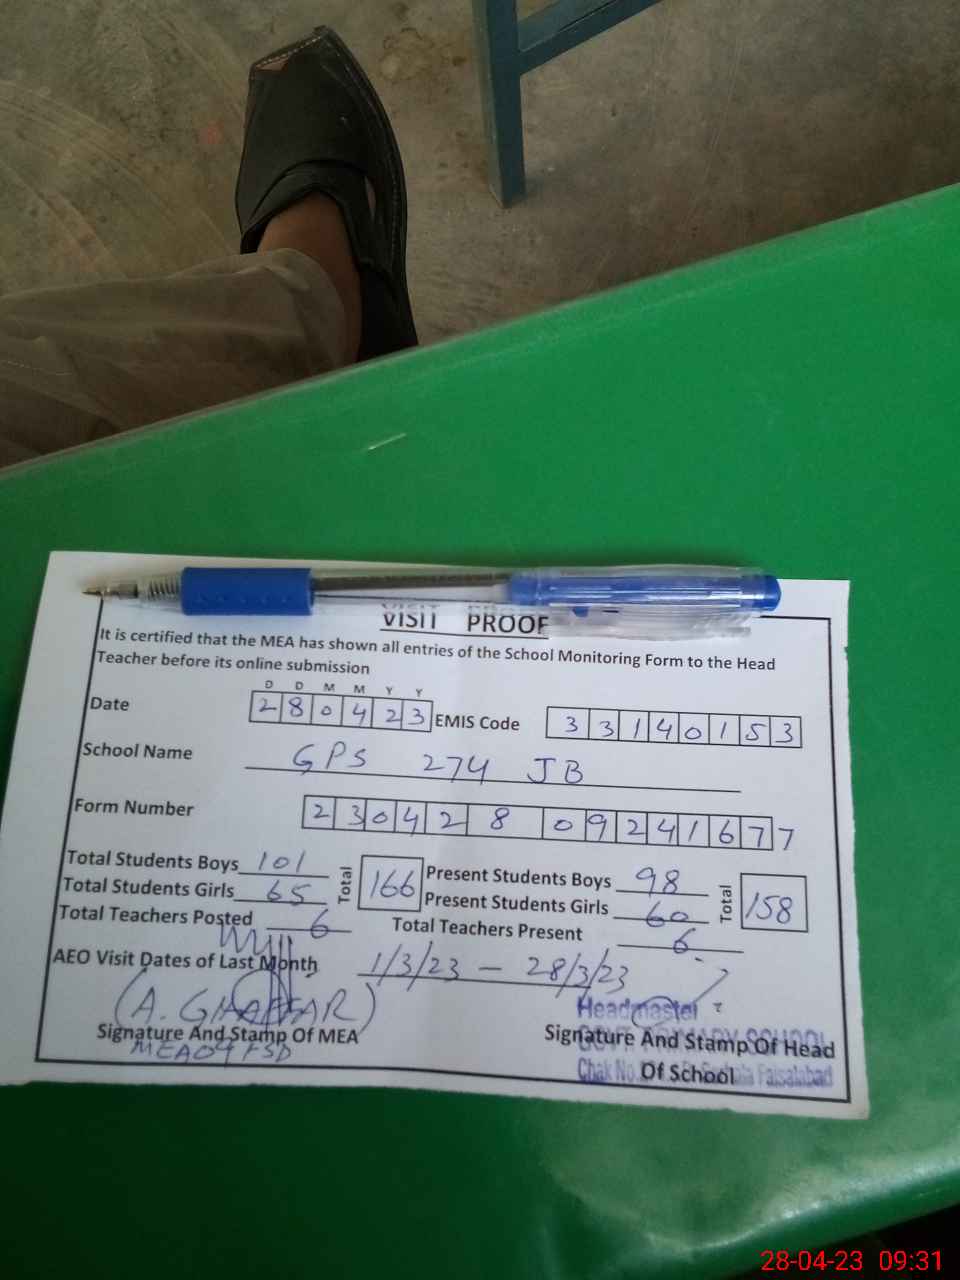 VISIT PROOF
It is certified that the MEA has shown all entries of the School Monitoring Form to the Head
Teacher before its online submission
D D M M Y Y
Date 2 8 0 4 2 3 EMIS Code 3 3 1 4 0 1 5 3
School Name GPS 274 JB
Form Number 2 3 0 4 2 8 0 9 2 4 1 6 7 7
Total Students Boys 101 Total 166 Present Students Boys 98 Total 158
Total Students Girls 65 Present Students Girls 60
Total Teachers Posted 6 Total Teachers Present 6
AEO Visit Dates of Last Month 1/3/23 — 28/3/23
(A. GHAFFAR) Headmaster
Signature And Stamp Of MEA Signature And Stamp Of Head
MEA09 FSD GOVT. PRIMARY SCHOOL
Of School
Chak No. Faisalabad
28-04-23 09:31